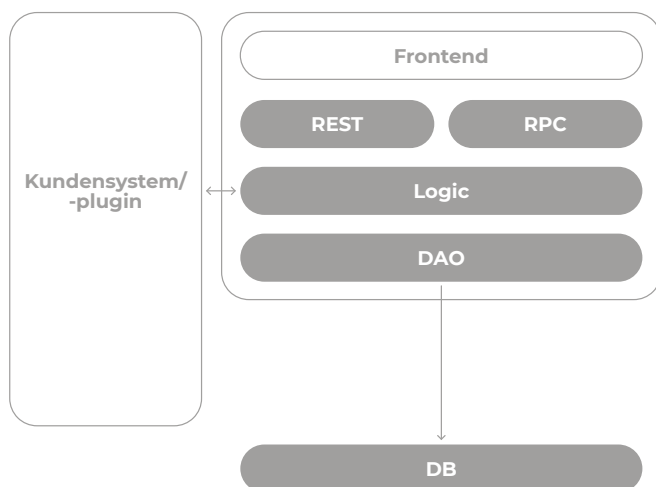 Frontend
REST
RPC
Kundensystem/
-plugin
Logic
DAO
DB